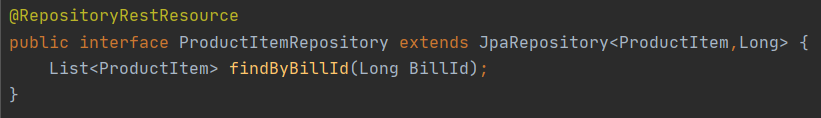 @RepositoryRestResource
public interface ProductItemRepository extends JpaRepository<ProductItem,Long> {
    List<ProductItem> findByBillId(Long BillId);
}